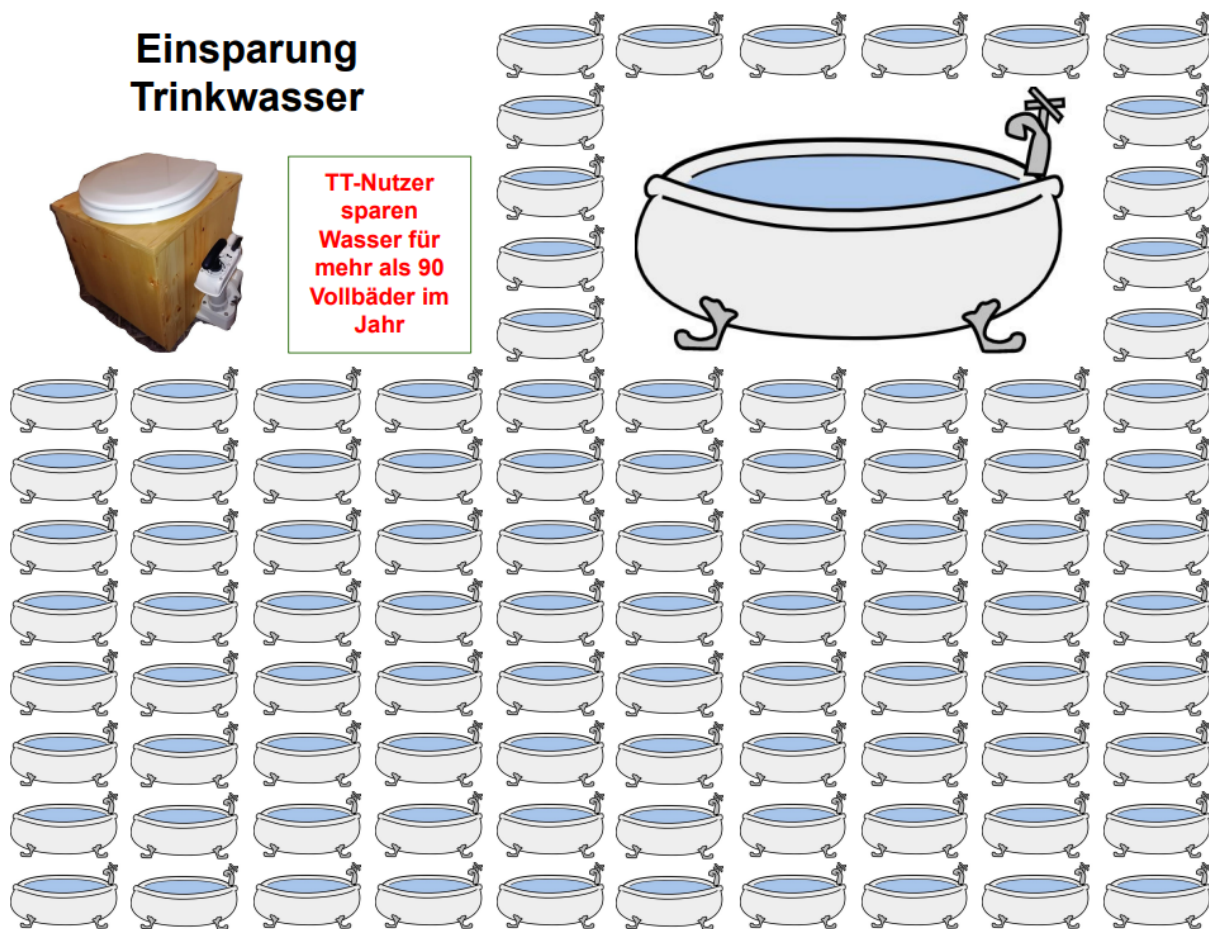 Einsparung
Trinkwasser
TT-Nutzer
sparen
Wasser für
mehr als 90
Vollbäder im
Jahr